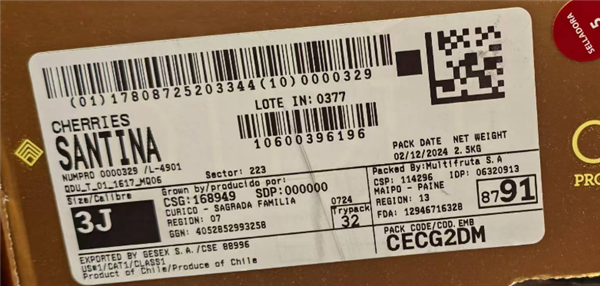 (01)17808725203344(10)0000329
SELLADORA
5
LOTE IN: 0377
10600396196
CHERRIES
SANTINA
NUMPRO 0000329 /L-4901
QDU_T_01_1617_MQ06
Sector: 223
PACK DATE NET WEIGHT
02/12/2024 2.5KG
Size/Calibre
3J
Grown by/producido por:
CSG: 168949 SDP: 000000
CURICO - SAGRADA FAMILIA
REGION: 07
GGN: 4052852993258
0724
Trypack
32
Packed By: Multifruta S.A
CSP: 114296 IDP: 06320913
MAIPO - PAINE
REGION: 13
FDA: 12946716328
8791
PACK CODE/COD. EMB
CECG2DM
EXPORTED BY GESEX S.A./CSE 88996
US#1/CAT1/CLASS1
Product of Chile/Produce of Chile
PRO